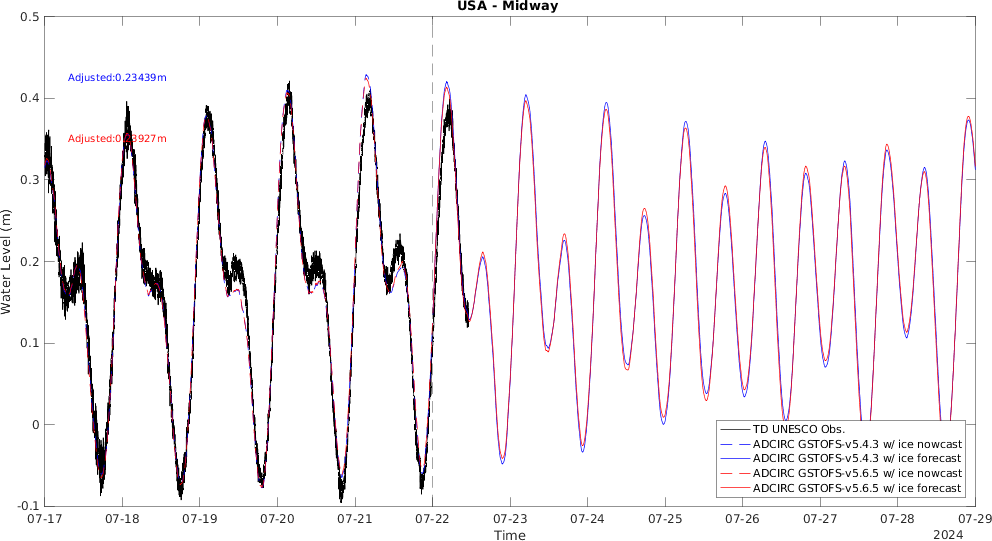 USA - Midway
0.5
0.4
0.3
0.2
0.1
0
-0.1
Water Level (m)
Adjusted:0.23439m
Adjusted:0.23927m
TD UNESCO Obs.
ADCIRC GSTOFS-v5.4.3 w/ ice nowcast
ADCIRC GSTOFS-v5.4.3 w/ ice forecast
ADCIRC GSTOFS-v5.6.5 w/ ice nowcast
ADCIRC GSTOFS-v5.6.5 w/ ice forecast
07-17 07-18 07-19 07-20 07-21 07-22 07-23 07-24 07-25 07-26 07-27 07-28 07-29
Time
2024